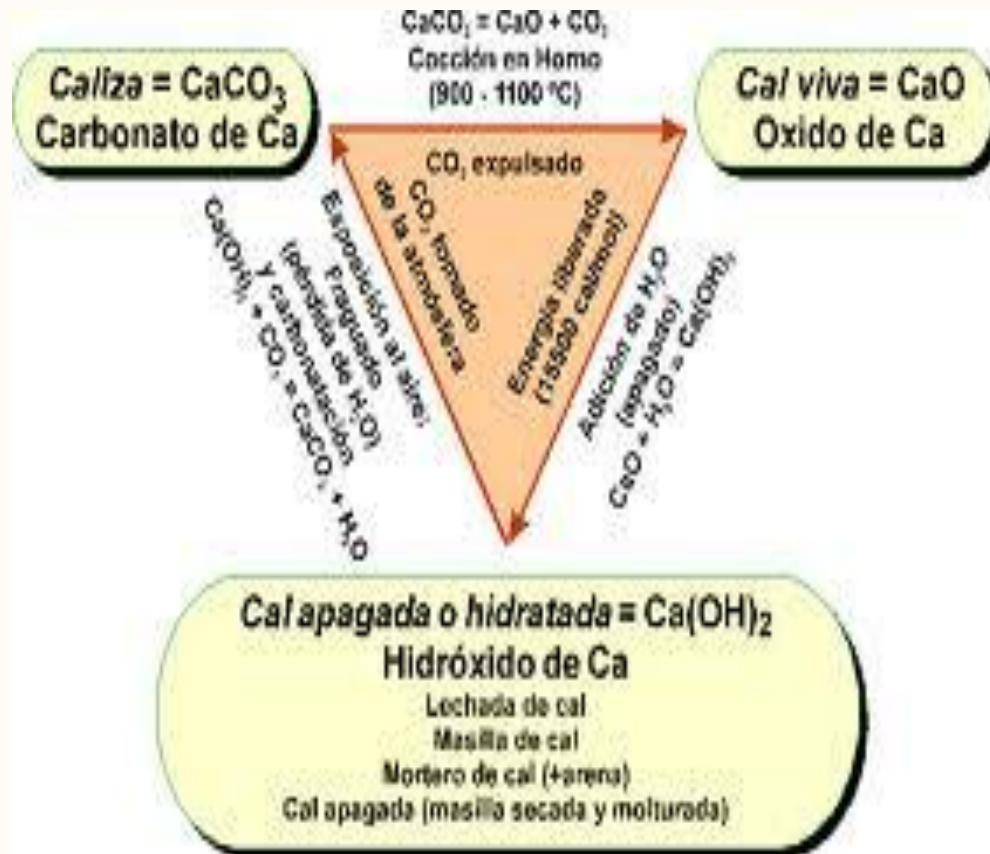 CaCO₃ = CaO + CO₂
Cocción en Horno
(900 - 1100 ºC)
Caliza = CaCO₃
Carbonato de Ca
Cal viva = CaO
Oxido de Ca
CO₂ expulsado
CO₂ tomado
de la atmósfera
Exposición al aire;
Fraguado
(pérdida de H₂O)
y carbonatación
Ca(OH)₂ + CO₂ = CaCO₃ + H₂O
Energía liberada
(15500 cal/mol)
Adición de H₂O
(apagado)
CaO + H₂O = Ca(OH)₂
Cal apagada o hidratada = Ca(OH)₂
Hidróxido de Ca
Lechada de cal
Masilla de cal
Mortero de cal (+arena)
Cal apagada (masilla secada y molturada)